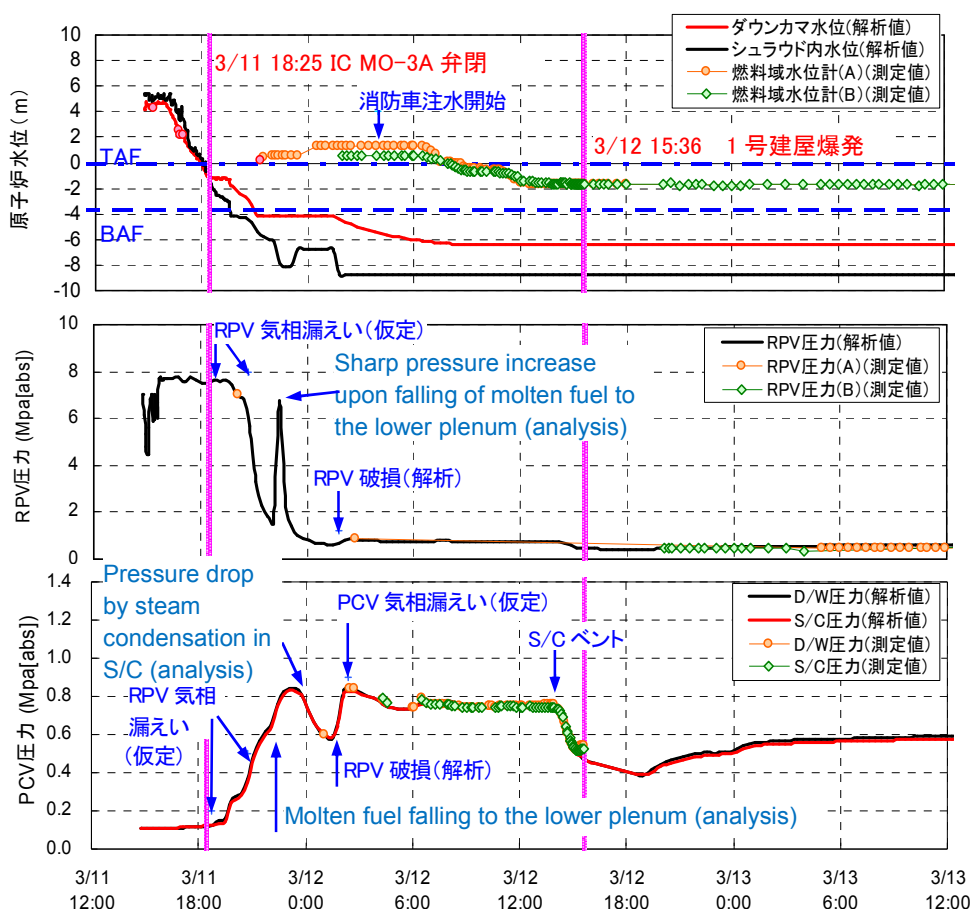 10
8
6
4
2
0
-2
-4
-6
-8
-10
原子炉水位 (m)
ダウンカマ水位(解析値)
シュラウド内水位(解析値)
燃料域水位計(A)(測定値)
燃料域水位計(B)(測定値)
3/11 18:25 IC MO-3A 弁閉
消防車注水開始
3/12 15:36 1号建屋爆発
TAF
BAF
10
8
6
4
2
0
RPV圧力 (Mpa[abs])
RPV圧力(解析値)
RPV圧力(A)(測定値)
RPV圧力(B)(測定値)
RPV 気相漏えい(仮定)
Sharp pressure increase
upon falling of molten fuel to
the lower plenum (analysis)
RPV 破損(解析)
1.4
1.2
1.0
0.8
0.6
0.4
0.2
0.0
PCV圧力 (Mpa[abs])
D/W圧力(解析値)
S/C圧力(解析値)
D/W圧力(測定値)
S/C圧力(測定値)
Pressure drop
by steam
condensation in
S/C (analysis)
PCV 気相漏えい(仮定)
S/C ベント
RPV 気相
漏えい
(仮定)
RPV 破損(解析)
Molten fuel falling to the lower plenum (analysis)
3/11 3/11 3/12 3/12 3/12 3/12 3/13 3/13 3/13
12:00 18:00 0:00 6:00 12:00 18:00 0:00 6:00 12:00